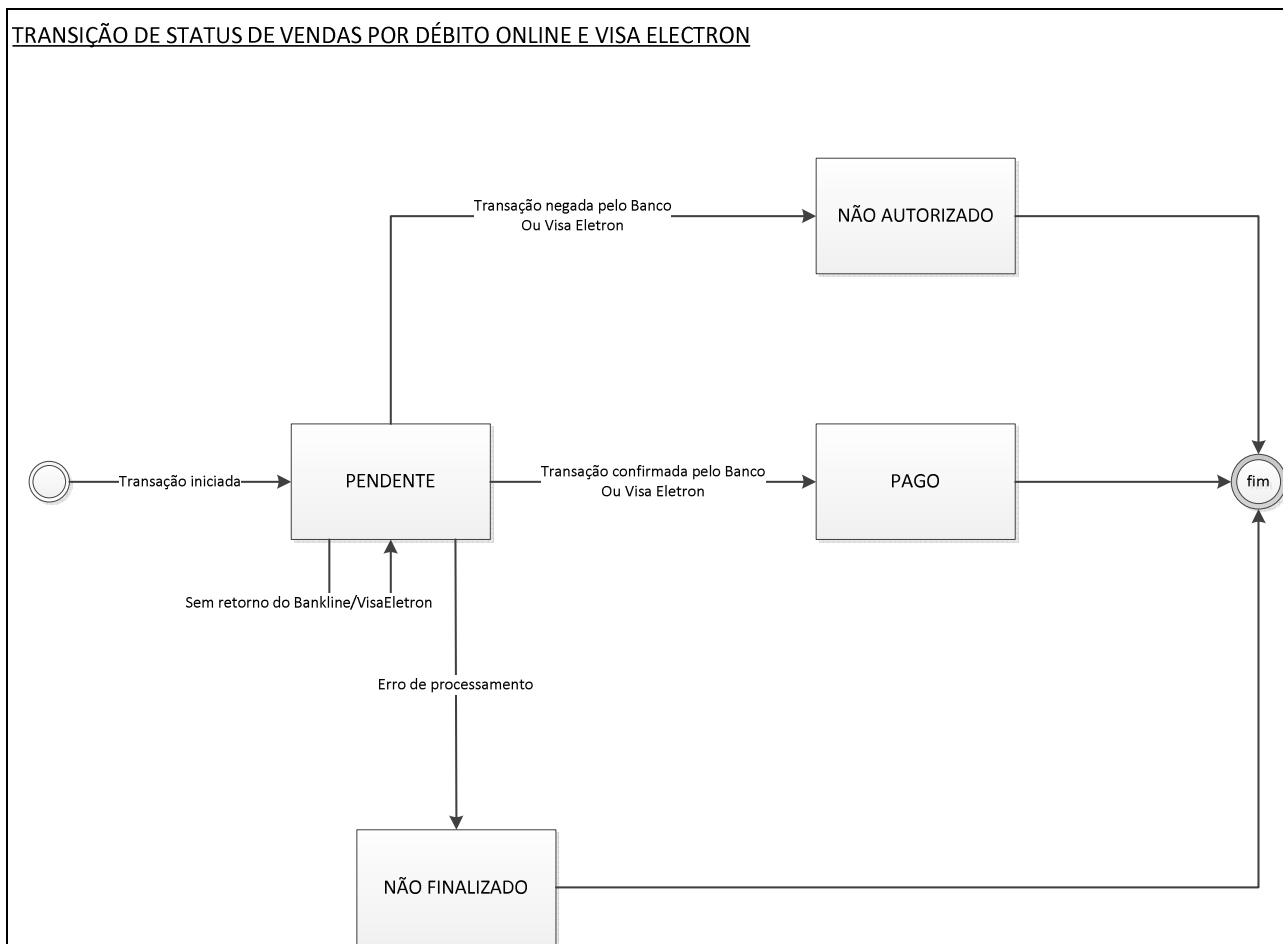 TRANSIÇÃO DE STATUS DE VENDAS POR DÉBITO ONLINE E VISA ELECTRON
Transação negada pelo Banco
Ou Visa Eletron
NÃO AUTORIZADO
Transação iniciada
PENDENTE
Transação confirmada pelo Banco
Ou Visa Eletron
PAGO
fim
Sem retorno do Bankline/VisaEletron
Erro de processamento
NÃO FINALIZADO